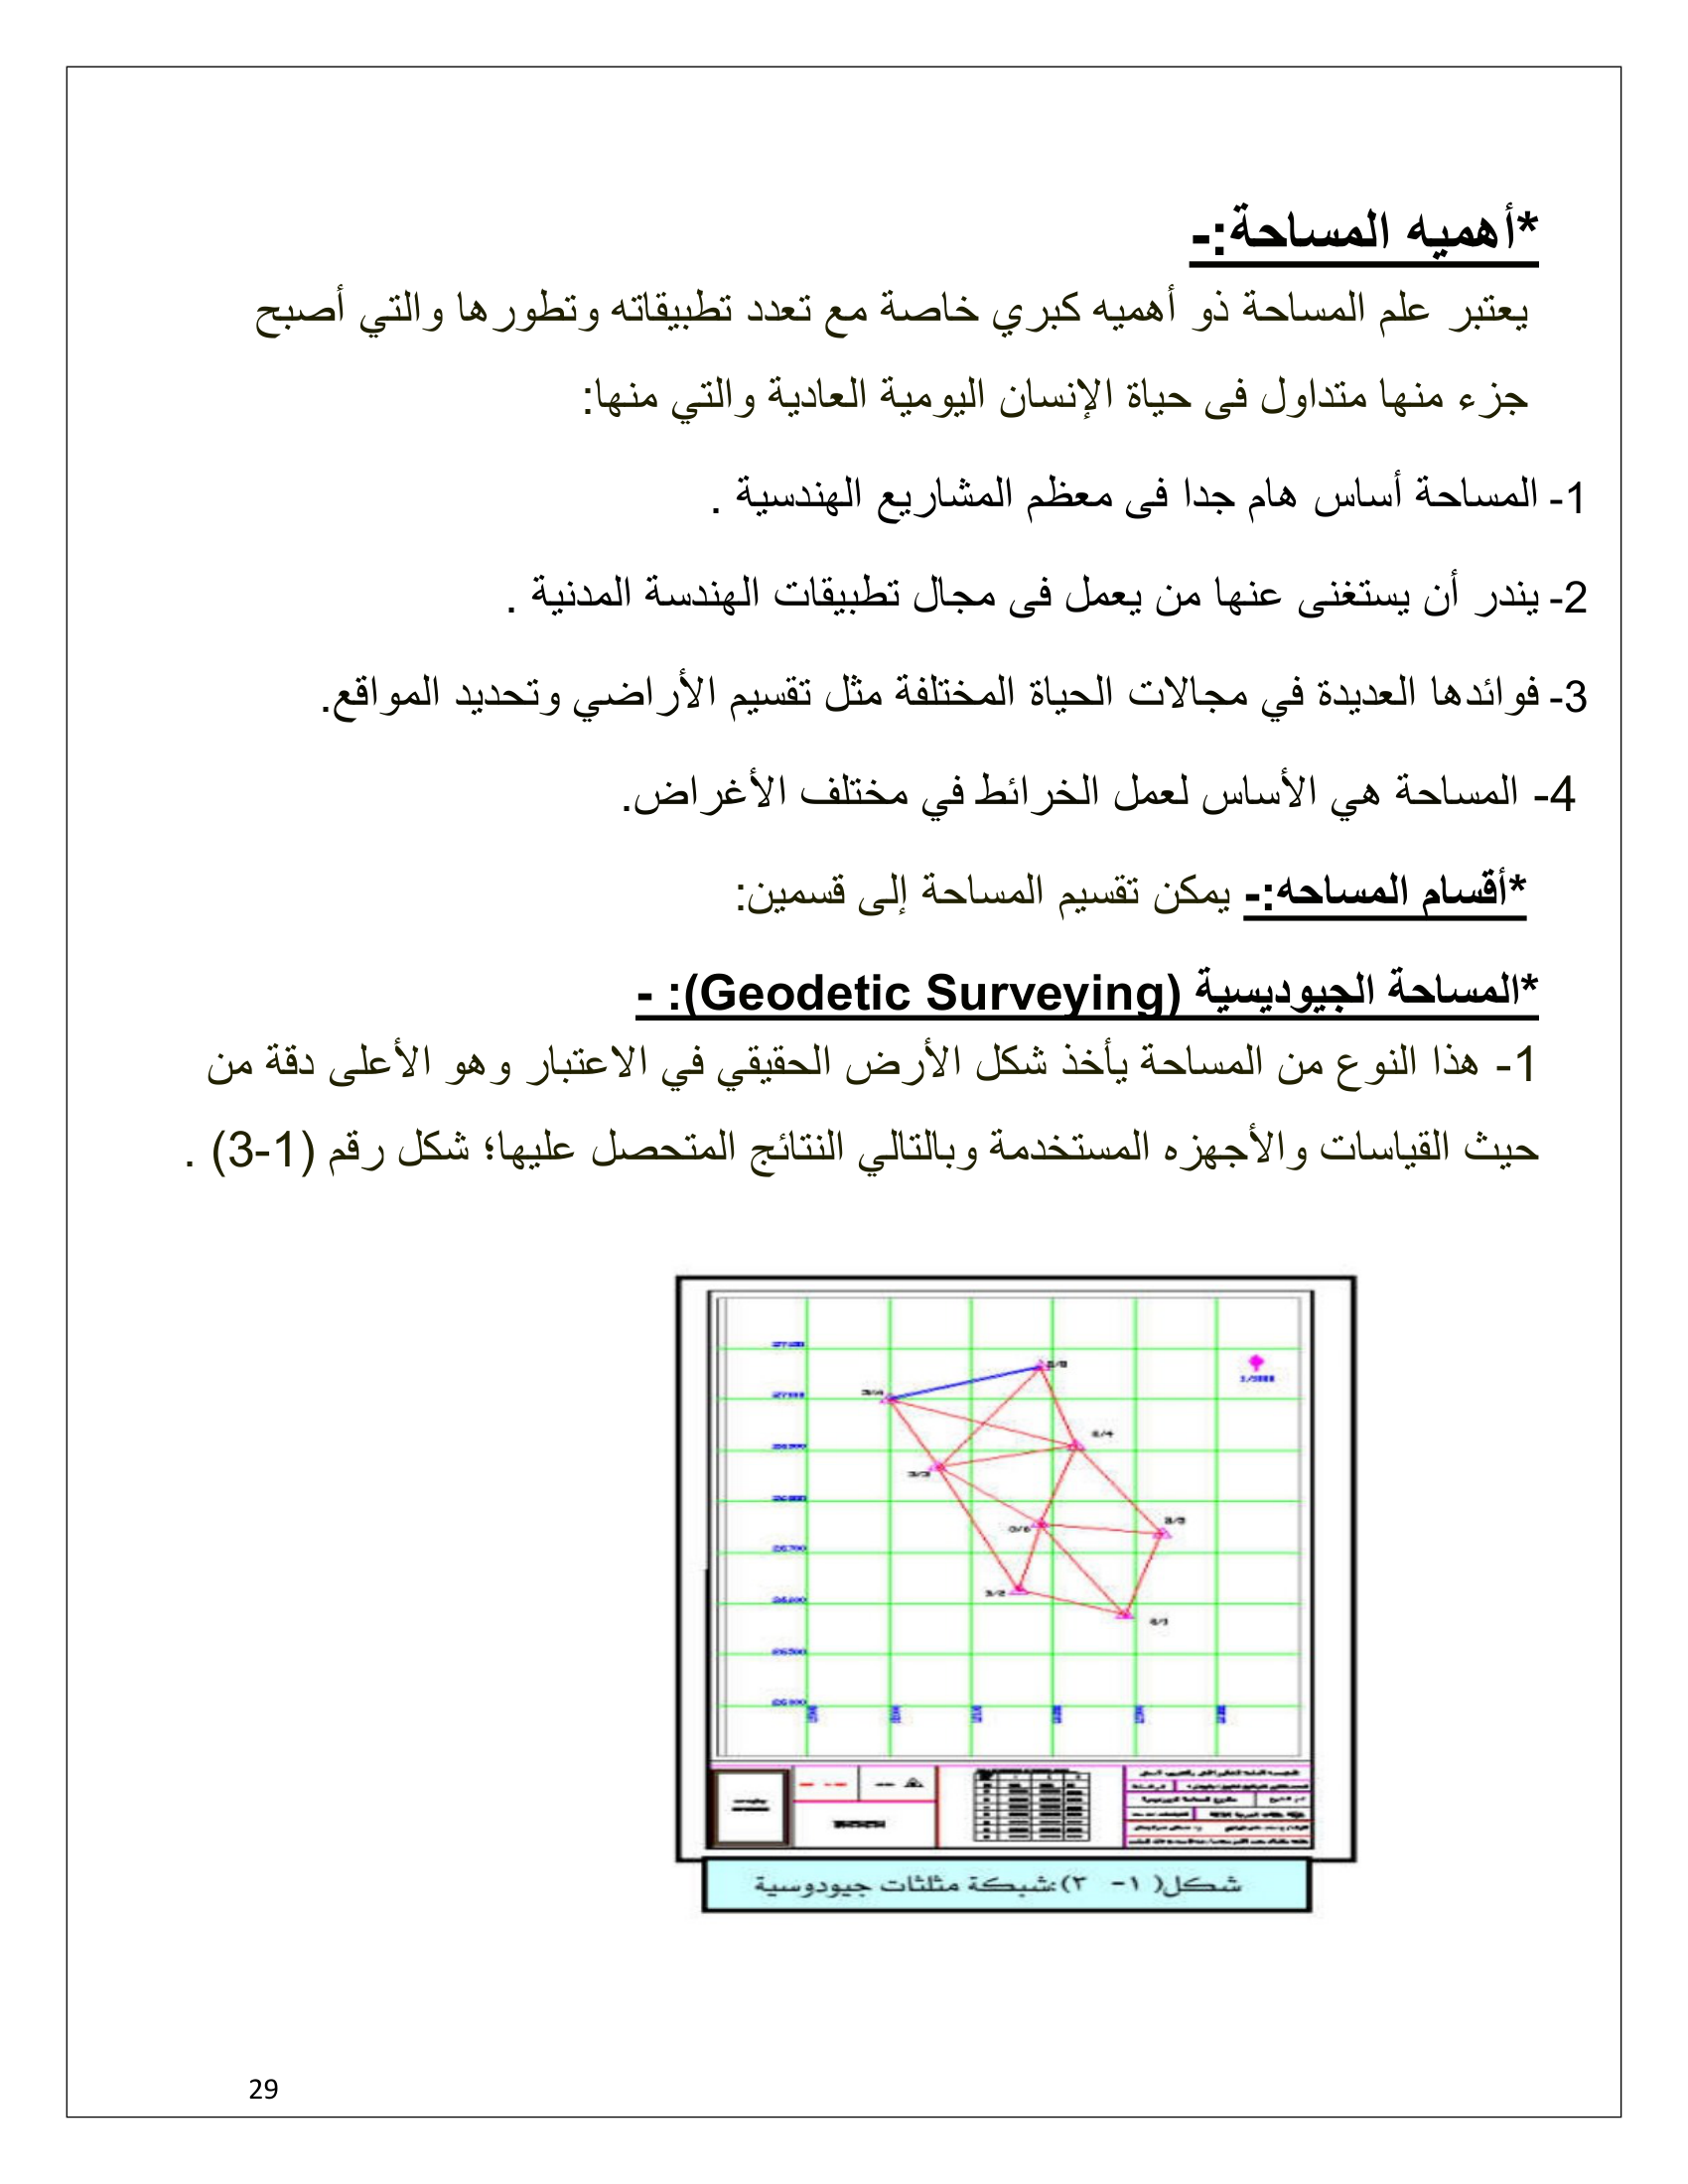 *أهميه المساحة:-
يعتبر علم المساحة ذو أهميه كبري خاصة مع تعدد تطبيقاته وتطورها والتي أصبح
جزء منها متداول فى حياة الإنسان اليومية العادية والتي منها:
1- المساحة أساس هام جدا فى معظم المشاريع الهندسية .
2- يندر أن يستغنى عنها من يعمل فى مجال تطبيقات الهندسة المدنية .
3- فوائدها العديدة في مجالات الحياة المختلفة مثل تقسيم الأراضي وتحديد المواقع.
4- المساحة هي الأساس لعمل الخرائط في مختلف الأغراض.
*أقسام المساحه:- يمكن تقسيم المساحة إلى قسمين:
*المساحة الجيوديسية (Geodetic Surveying): -
1- هذا النوع من المساحة يأخذ شكل الأرض الحقيقي في الاعتبار وهو الأعلى دقة من
حيث القياسات والأجهزه المستخدمة وبالتالي النتائج المتحصل عليها؛ شكل رقم (1-3) .
شكل( ١- ٣):شبكة مثلثات جيودوسية
29